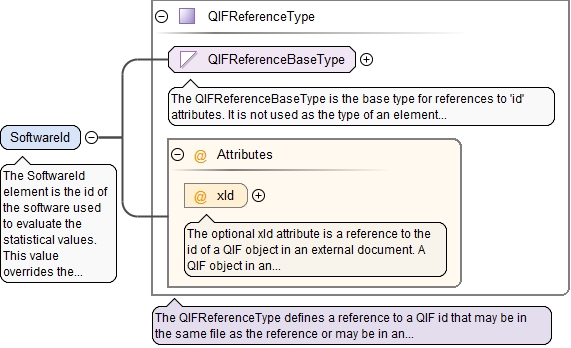 QIFReferenceType
QIFReferenceBaseType
The QIFReferenceBaseType is the base type for references to 'id'
attributes. It is not used as the type of an element...
SoftwareId
The SoftwareId
element is the id of
the software used
to evaluate the
statistical values.
This value
overrides the...
@ Attributes
@ xId
The optional xId attribute is a reference to the
id of a QIF object in an external document. A
QIF object in an...
The QIFReferenceType defines a reference to a QIF id that may be in
the same file as the reference or may be in an...